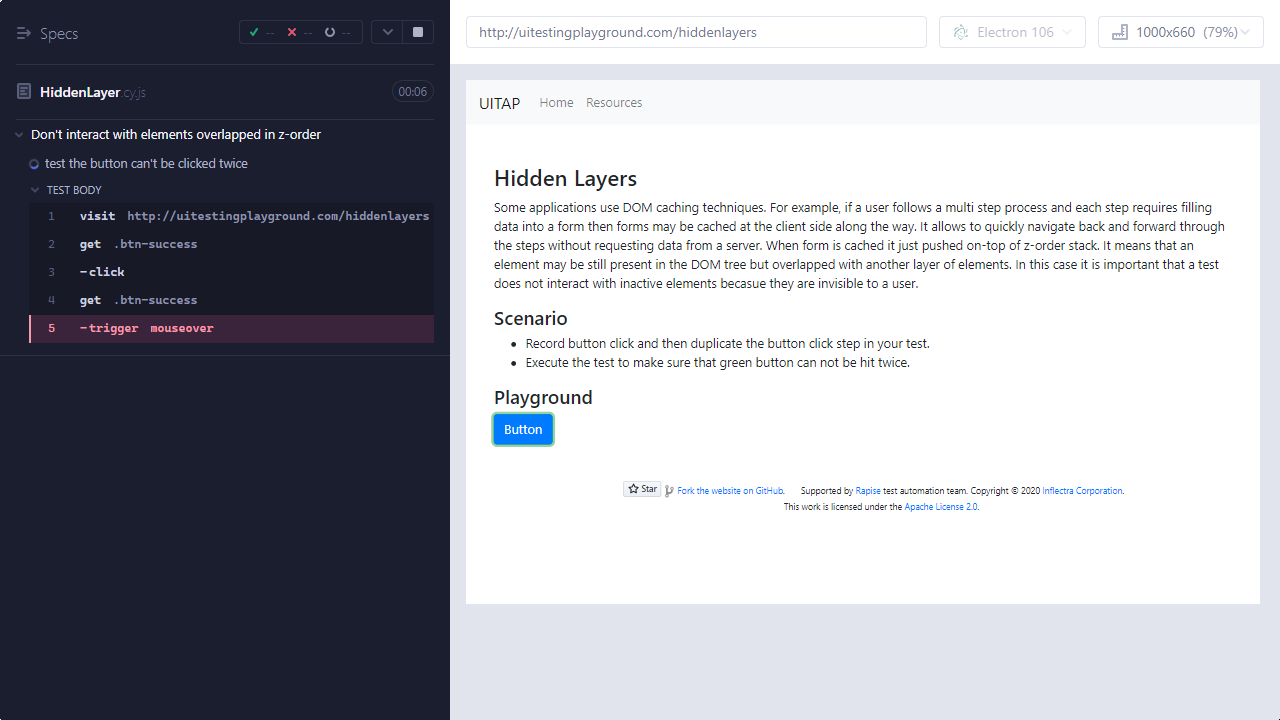 Specs
--
--
--
HiddenLayer.cy.js
00:06
Don't interact with elements overlapped in z-order
test the button can't be clicked twice
TEST BODY
1 visit http://uitestingplayground.com/hiddenlayers
2 get .btn-success
3 -click
4 get .btn-success
5 -trigger mouseover
http://uitestingplayground.com/hiddenlayers
Electron 106
1000x660 (79%)
UITAP Home Resources
Hidden Layers
Some applications use DOM caching techniques. For example, if a user follows a multi step process and each step requires filling
data into a form then forms may be cached at the client side along the way. It allows to quickly navigate back and forward through
the steps without requesting data from a server. When form is cached it just pushed on-top of z-order stack. It means that an
element may be still present in the DOM tree but overlapped with another layer of elements. In this case it is important that a test
does not interact with inactive elements becasue they are invisible to a user.
Scenario
• Record button click and then duplicate the button click step in your test.
• Execute the test to make sure that green button can not be hit twice.
Playground
Button
Star Fork the website on GitHub. Supported by Rapise test automation team. Copyright © 2020 Inflectra Corporation.
This work is licensed under the Apache License 2.0.